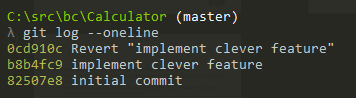 C:\src\bc\Calculator (master)
λ git log --oneline
0cd910c Revert "implement clever feature"
b8b4fc9 implement clever feature
82507e8 initial commit